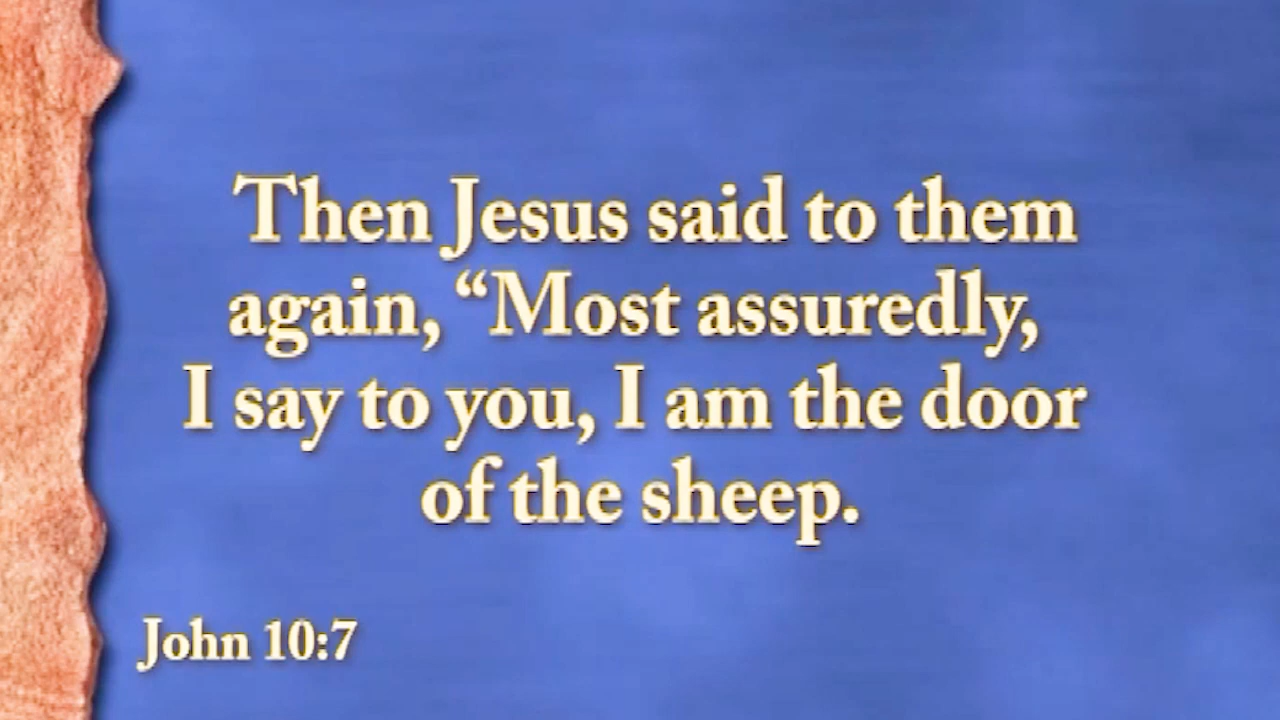 Then Jesus said to them
again, “Most assuredly,
I say to you, I am the door
of the sheep.
John 10:7